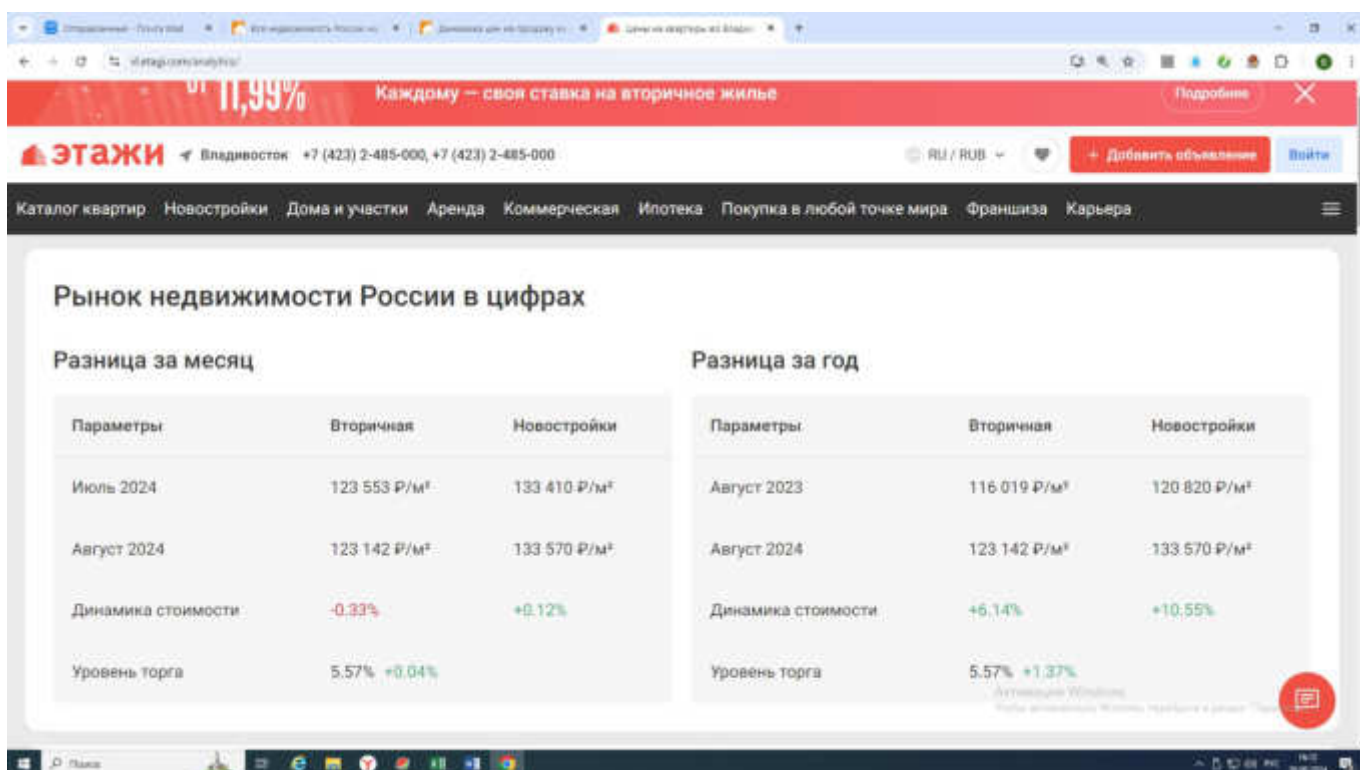 vl.etagi.com/analytics/
от 11,99% Каждому — своя ставка на вторичное жилье Подробнее
этажи Владивосток +7 (423) 2-485-000, +7 (423) 2-485-000 RU / RUB + Добавить объявление Войти
Каталог квартир Новостройки Дома и участки Аренда Коммерческая Ипотека Покупка в любой точке мира Франшиза Карьера
Рынок недвижимости России в цифрах
Разница за месяц
Параметры Вторичная Новостройки
Июль 2024 123 553 ₽/м² 133 410 ₽/м²
Август 2024 123 142 ₽/м² 133 570 ₽/м²
Динамика стоимости -0.33% +0.12%
Уровень торга 5.57% +0.04%
Разница за год
Параметры Вторичная Новостройки
Август 2023 116 019 ₽/м² 120 820 ₽/м²
Август 2024 123 142 ₽/м² 133 570 ₽/м²
Динамика стоимости +6.14% +10.55%
Уровень торга 5.57% +1.37%
Активация Windows
Поиск